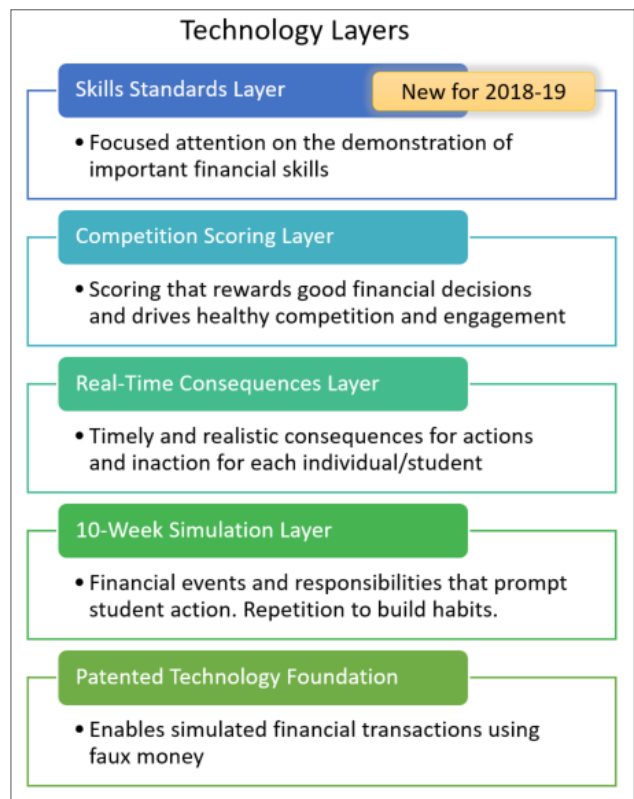 Technology Layers
Skills Standards Layer
New for 2018-19
• Focused attention on the demonstration of
important financial skills
Competition Scoring Layer
• Scoring that rewards good financial decisions
and drives healthy competition and engagement
Real-Time Consequences Layer
• Timely and realistic consequences for actions
and inaction for each individual/student
10-Week Simulation Layer
• Financial events and responsibilities that prompt
student action. Repetition to build habits.
Patented Technology Foundation
• Enables simulated financial transactions using
faux money